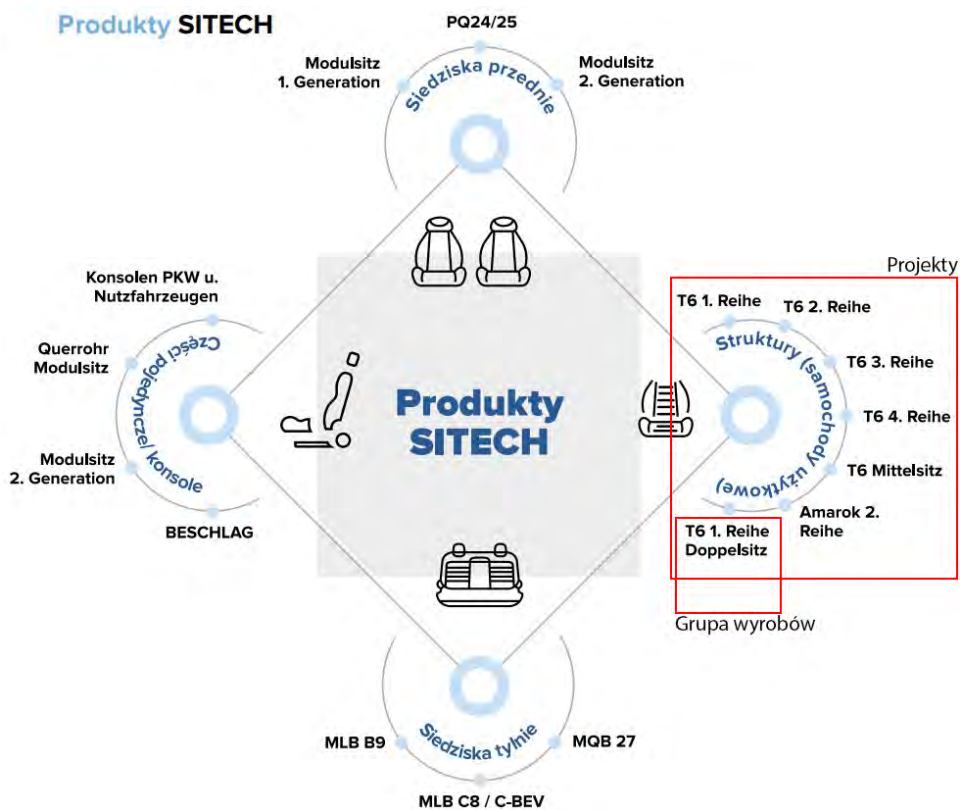 Produkty SITECH
PQ24/25
Modulsitz
1. Generation
Modulsitz
2. Generation
Siedziska przednie
Konsolen PKW u.
Nutzfahrzeugen
Querrohr
Modulsitz
Modulsitz
2. Generation
BESCHLAG
Części pojedyncze/ konsole
Produkty
SITECH
Projekty
T6 1. Reihe
T6 2. Reihe
T6 3. Reihe
T6 4. Reihe
T6 Mittelsitz
Amarok 2.
Reihe
T6 1. Reihe
Doppelsitz
Struktury (samochody użytkowe)
Grupa wyrobów
Siedziska tylnie
MLB B9
MQB 27
MLB C8 / C-BEV